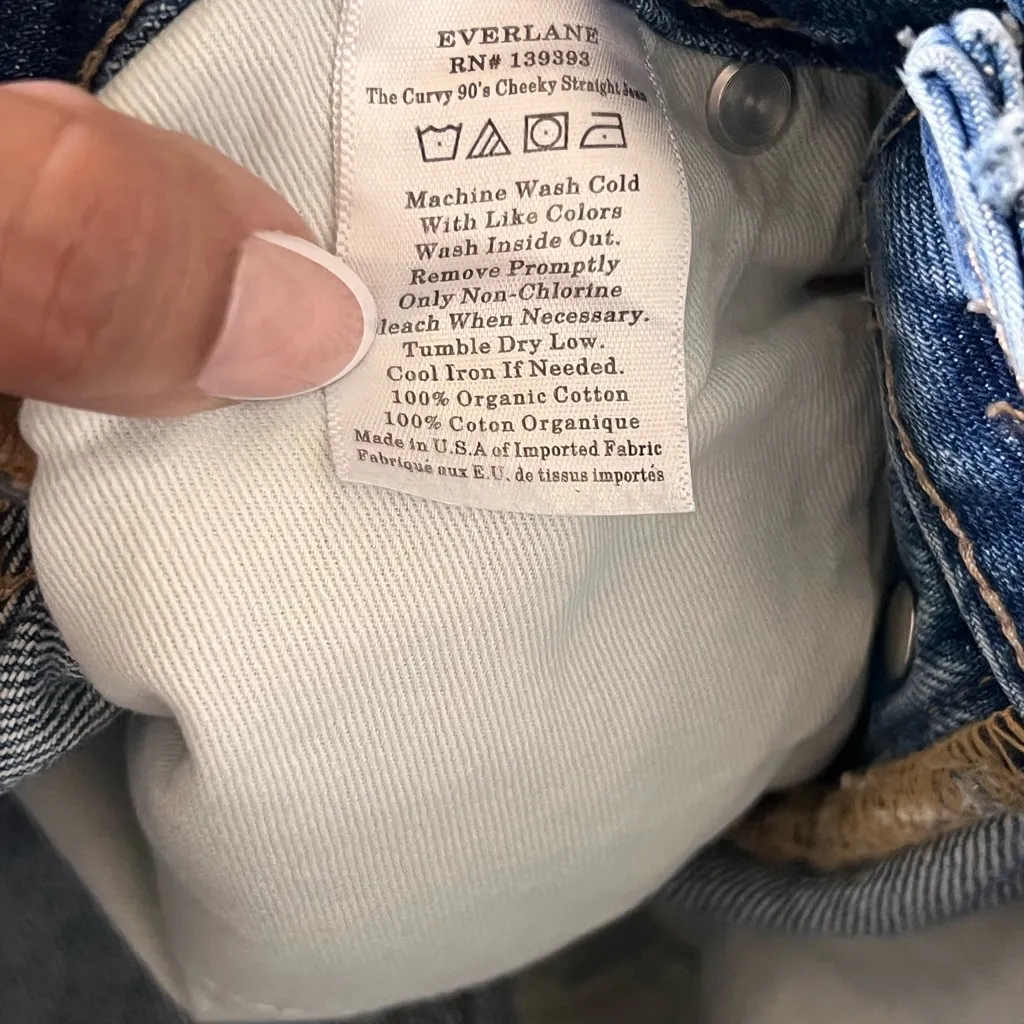 EVERLANE
RN# 139393
The Curvy 90's Cheeky Straight Jean
Machine Wash Cold
With Like Colors
Wash Inside Out.
Remove Promptly
Only Non-Chlorine
leach When Necessary.
Tumble Dry Low.
Cool Iron If Needed.
100% Organic Cotton
100% Coton Organique
Made in U.S.A of Imported Fabric
Fabriqué aux E.U. de tissus importés